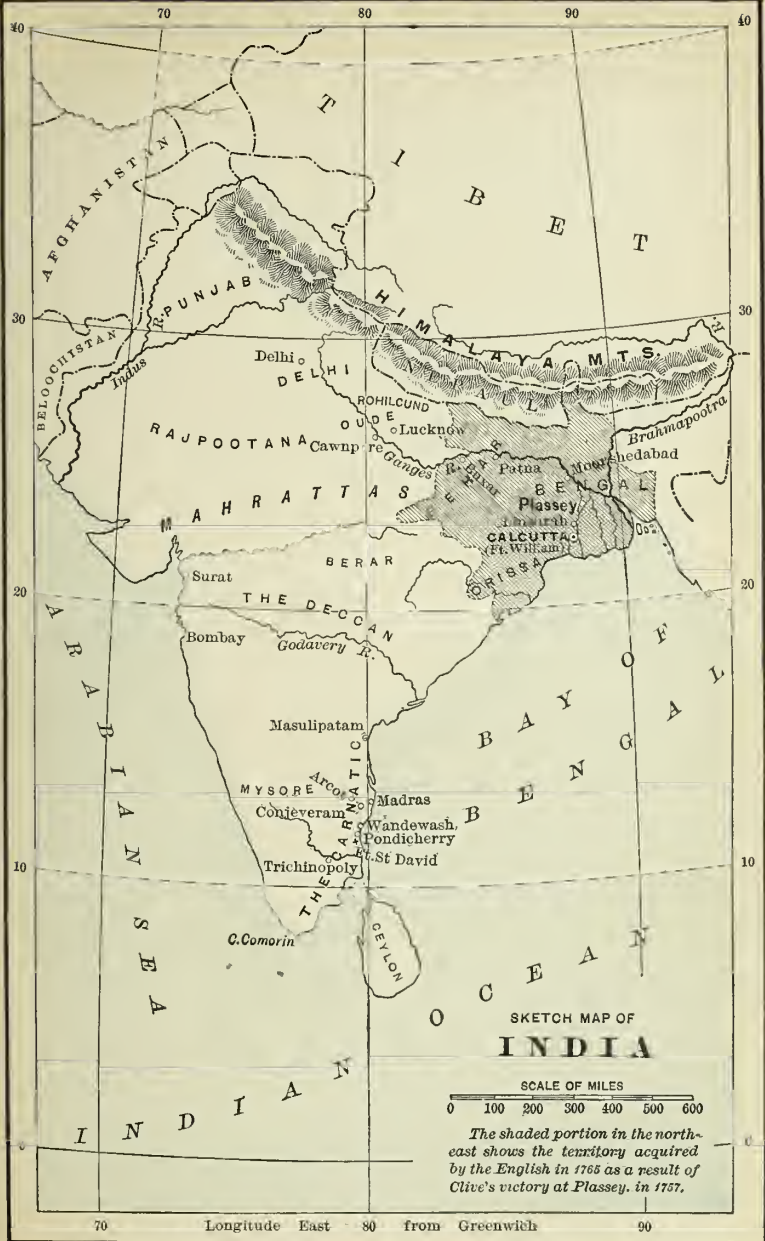 70 80 90
40 40
TIBET
AFGHANISTAN
PUNJAB
R.
HIMALAYA MTS.
30 30
R.
BELOOCHISTAN
Indus
Delhi
DELHI
NEPAUL
ROHILCUND
OUDE
Lucknow
Brahmapootra
RAJPOOTANA
Cawnpore
Ganges
R.
Buxar
Patna
Moorshedabad
BENGAL
MAHRATTAS
Plassey
CALCUTTA
(Ft. William)
BERAR
ORISSA
Surat
20 20
THE DECCAN
Bombay
Godavery R.
ARABIAN SEA
BAY OF
BENGAL
Masulipatam
MYSORE
Arcot
Madras
Conjeveram
Wandewash,
Pondicherry
Ft. St David
THE CARNATIC
Trichinopoly
10 10
C. Comorin
CEYLON
INDIAN OCEAN
SKETCH MAP OF
INDIA
SCALE OF MILES
0 100 200 300 400 500 600
The shaded portion in the north-
east shows the territory acquired
by the English in 1765 as a result of
Clive's victory at Plassey. in 1757.
0 0
70 Longitude East 80 from Greenwich 90